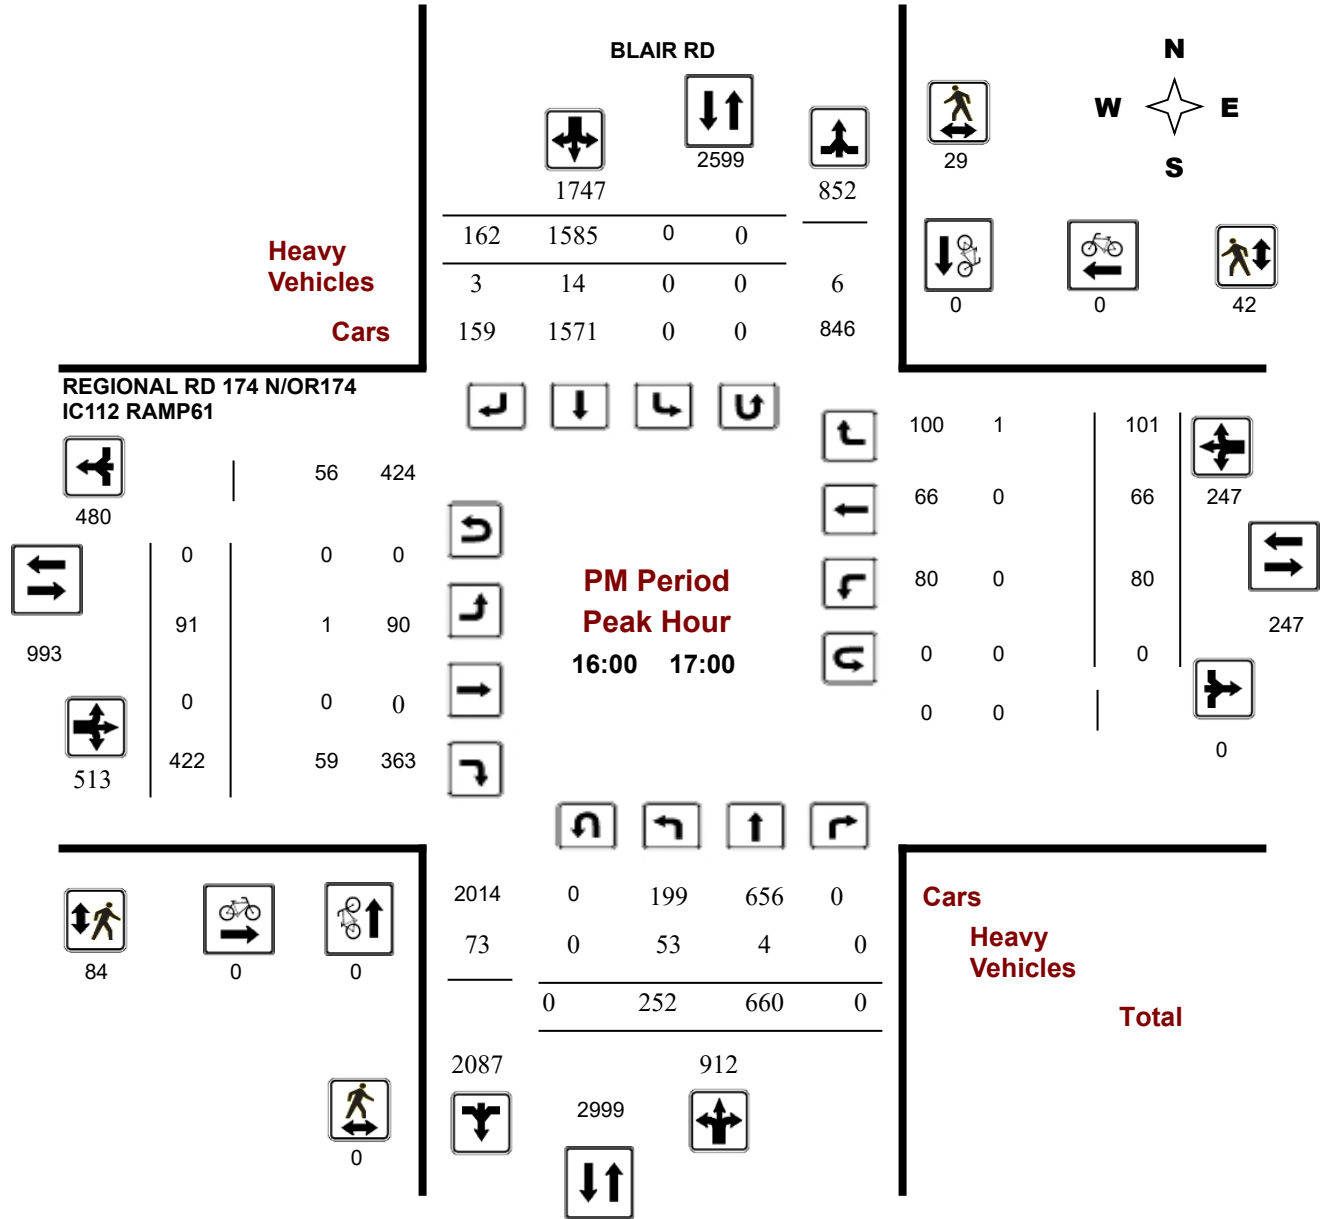 BLAIR RD
N
W E
S
2599
29
1747
852
162 1585 0 0
Heavy
Vehicles
3 14 0 0 6
Cars
159 1571 0 0 846
0 0 42
REGIONAL RD 174 N/OR174
IC112 RAMP61
100 1 101
56 424
480
66 0 66 247
0 0 0
PM Period
80 0 80
Peak Hour
91 1 90
247
993
16:00 17:00
0 0 0
0 0 0
0 0
0
513
422 59 363
2014 0 199 656 0
Cars
73 0 53 4 0
Heavy
Vehicles
84 0 0
0 252 660 0
Total
2087 912
2999
0